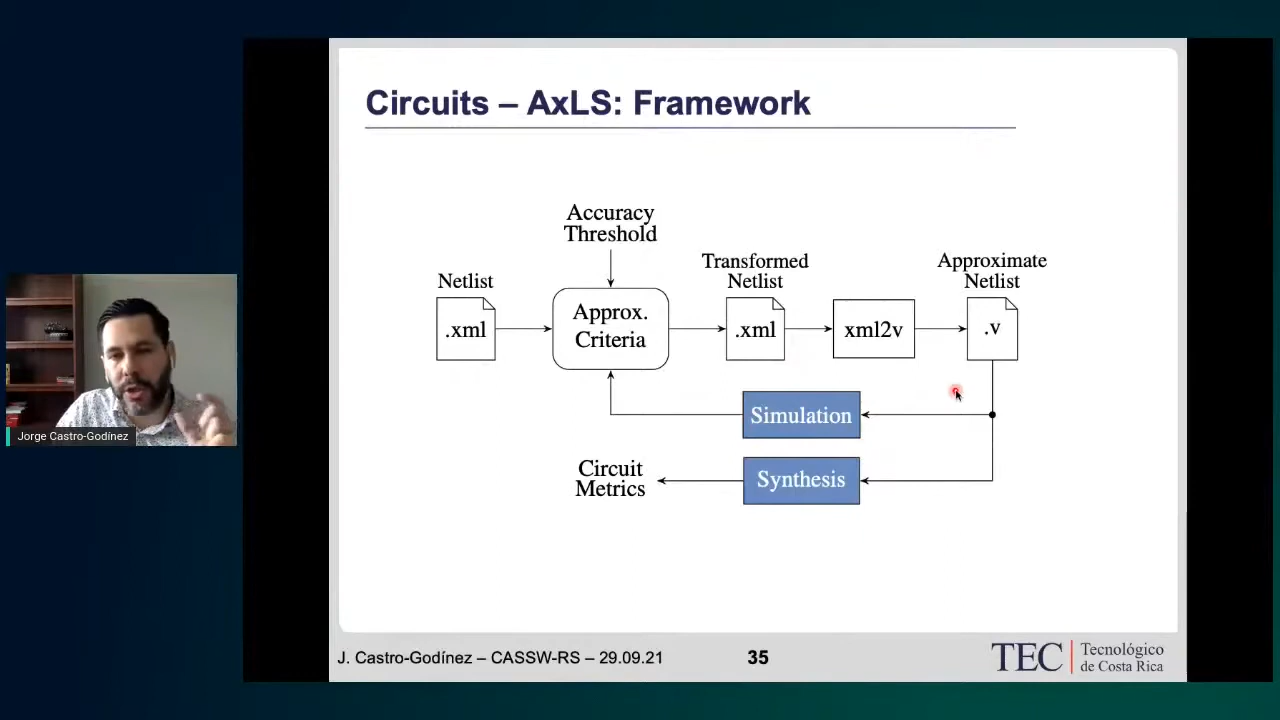 Circuits – AxLS: Framework
Accuracy
Threshold
Netlist
.xml
Approx.
Criteria
Transformed
Netlist
.xml
xml2v
Approximate
Netlist
.v
Simulation
Synthesis
Circuit
Metrics
Jorge Castro-Godínez
J. Castro-Godínez – CASSW-RS – 29.09.21
35
TEC
Tecnológico
de Costa Rica